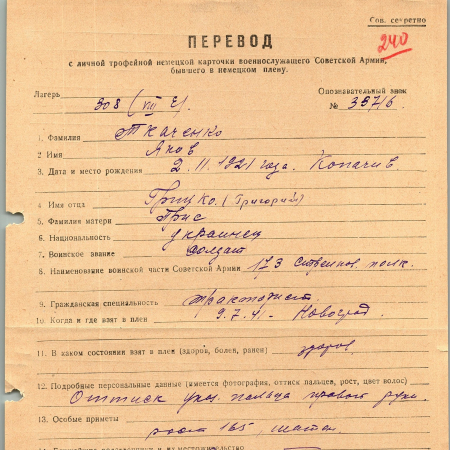 Сов. секретно
240
ПЕРЕВОД
с личной трофейной немецкой карточки военнослужащего Советской Армии,
бывшего в немецком плену.
Лагерь 308 (VIII E). Опознавательный знак
№ 39716
1. Фамилия Ткаченко
2 Имя Яков
3. Дата и место рождения 2. 11. 1921 года. Копачив
4. Имя отца Грицко. (Григорий)
5. Фамилия матери Прис
6. Национальность украинец
7. Воинское звание солдат
8. Наименование воинской части Советской Армии 173 полк.
9. Гражданская специальность тракторист
10. Когда и где взят в плен 9.7.41. – Новоград.
11. В каком состоянии взят в плен (здоров, болен, ранен) здоров
12. Подробные персональные данные (имеется фотография, оттиск пальцев, рост, цвет волос)
Оттиск указ. пальца правой руки.
13. Особые приметы
рост 165, шатен.